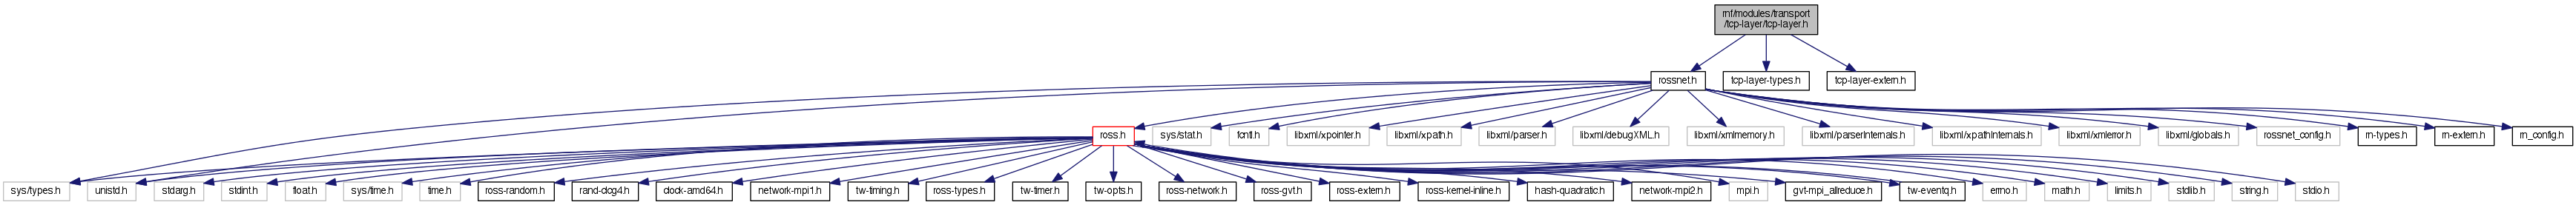 rnf/modules/transport
/tcp-layer/tcp-layer.h
rossnet.h
tcp-layer-types.h
tcp-layer-extern.h
ross.h
sys/stat.h
fcntl.h
libxml/xpointer.h
libxml/xpath.h
libxml/parser.h
libxml/debugXML.h
libxml/xmlmemory.h
libxml/parserInternals.h
libxml/xpathInternals.h
libxml/xmlerror.h
libxml/globals.h
rossnet_config.h
rn-types.h
rn-extern.h
rn_config.h
sys/types.h
unistd.h
stdarg.h
stdint.h
float.h
sys/time.h
time.h
ross-random.h
rand-clcg4.h
clock-amd64.h
network-mpi1.h
tw-timing.h
ross-types.h
tw-timer.h
tw-opts.h
ross-network.h
ross-gvt.h
ross-extern.h
ross-kernel-inline.h
hash-quadratic.h
network-mpi2.h
mpi.h
gvt-mpi_allreduce.h
tw-eventq.h
errno.h
math.h
limits.h
stdlib.h
string.h
stdio.h